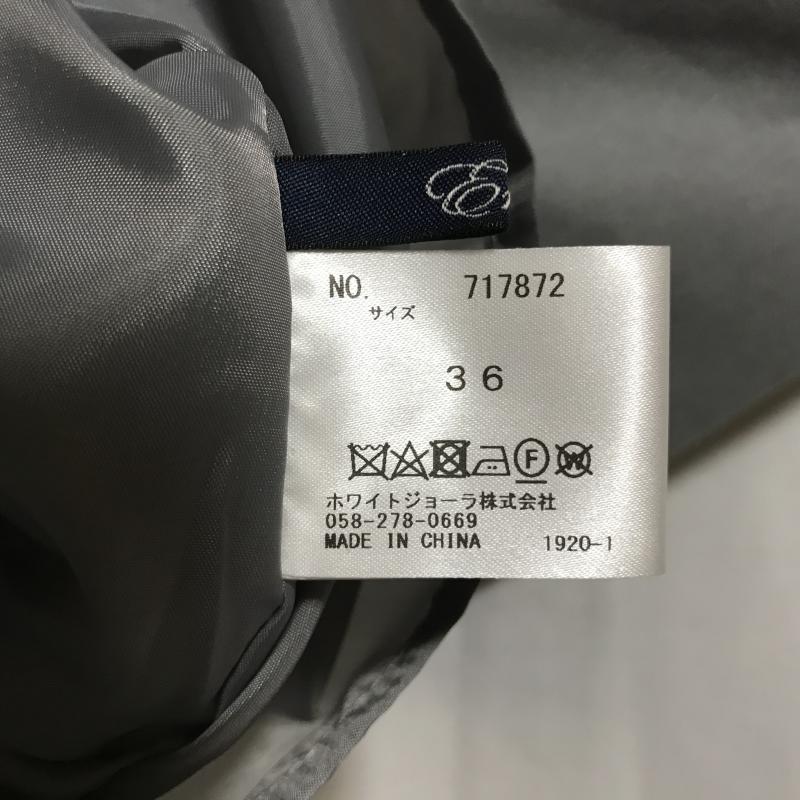 NO. 717872
サイズ
36
F
W
ホワイトジョーラ株式会社
058-278-0669
MADE IN CHINA 1920-1